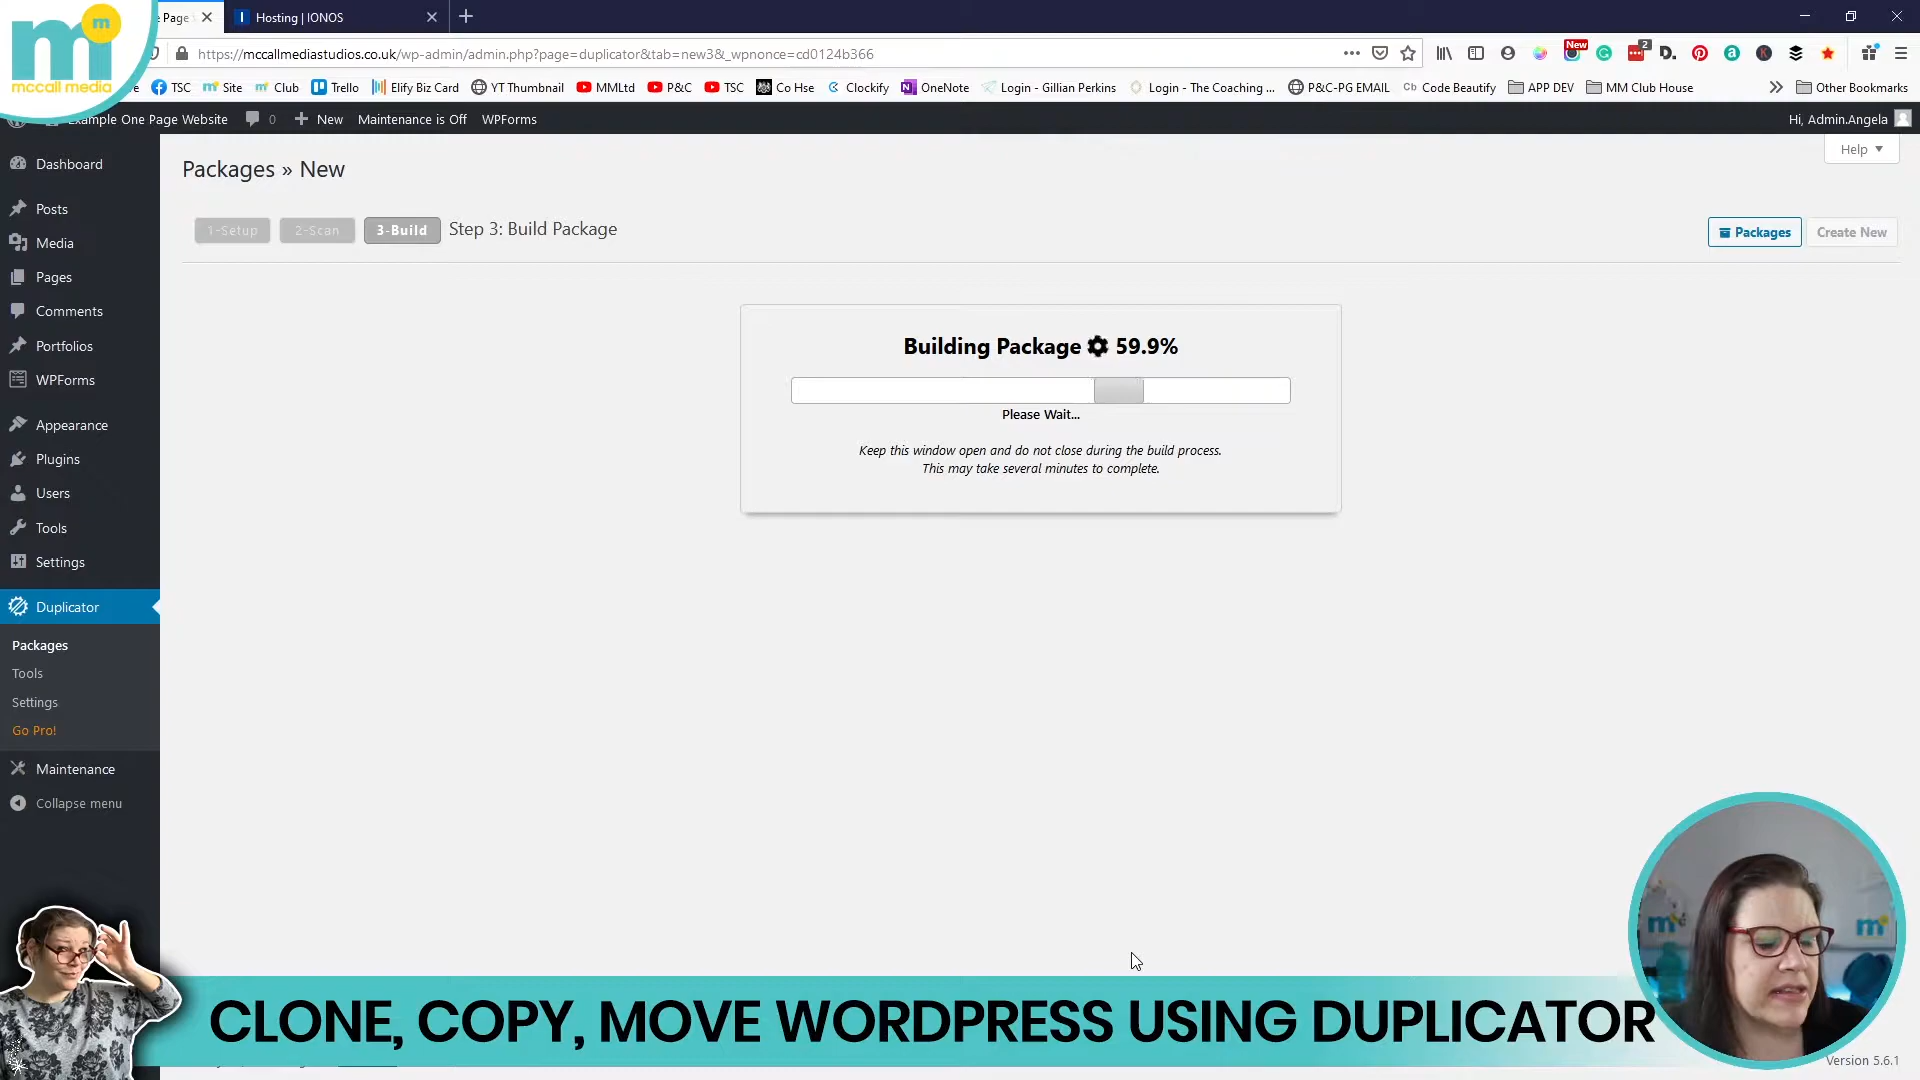 m
mccall media
e Page
Hosting | IONOS
https://mccallmediastudios.co.uk/wp-admin/admin.php?page=duplicator&tab=new3&_wpnonce=cd0124b366
New
2
TSC
Site
Club
Trello
Elify Biz Card
YT Thumbnail
MMLtd
P&C
TSC
Co Hse
Clockify
OneNote
Login - Gillian Perkins
Login - The Coaching ...
P&C-PG EMAIL
Code Beautify
APP DEV
MM Club House
Other Bookmarks
Example One Page Website
0
New
Maintenance is Off
WPForms
Hi, Admin.Angela
Dashboard
Posts
Media
Pages
Comments
Portfolios
WPForms
Appearance
Plugins
Users
Tools
Settings
Duplicator
Packages
Tools
Settings
Go Pro!
Maintenance
Collapse menu
Packages » New
Help
1-Setup
2-Scan
3-Build
Step 3: Build Package
Packages
Create New
Building Package 59.9%
Please Wait...
Keep this window open and do not close during the build process.
This may take several minutes to complete.
CLONE, COPY, MOVE WORDPRESS USING DUPLICATOR
Version 5.6.1